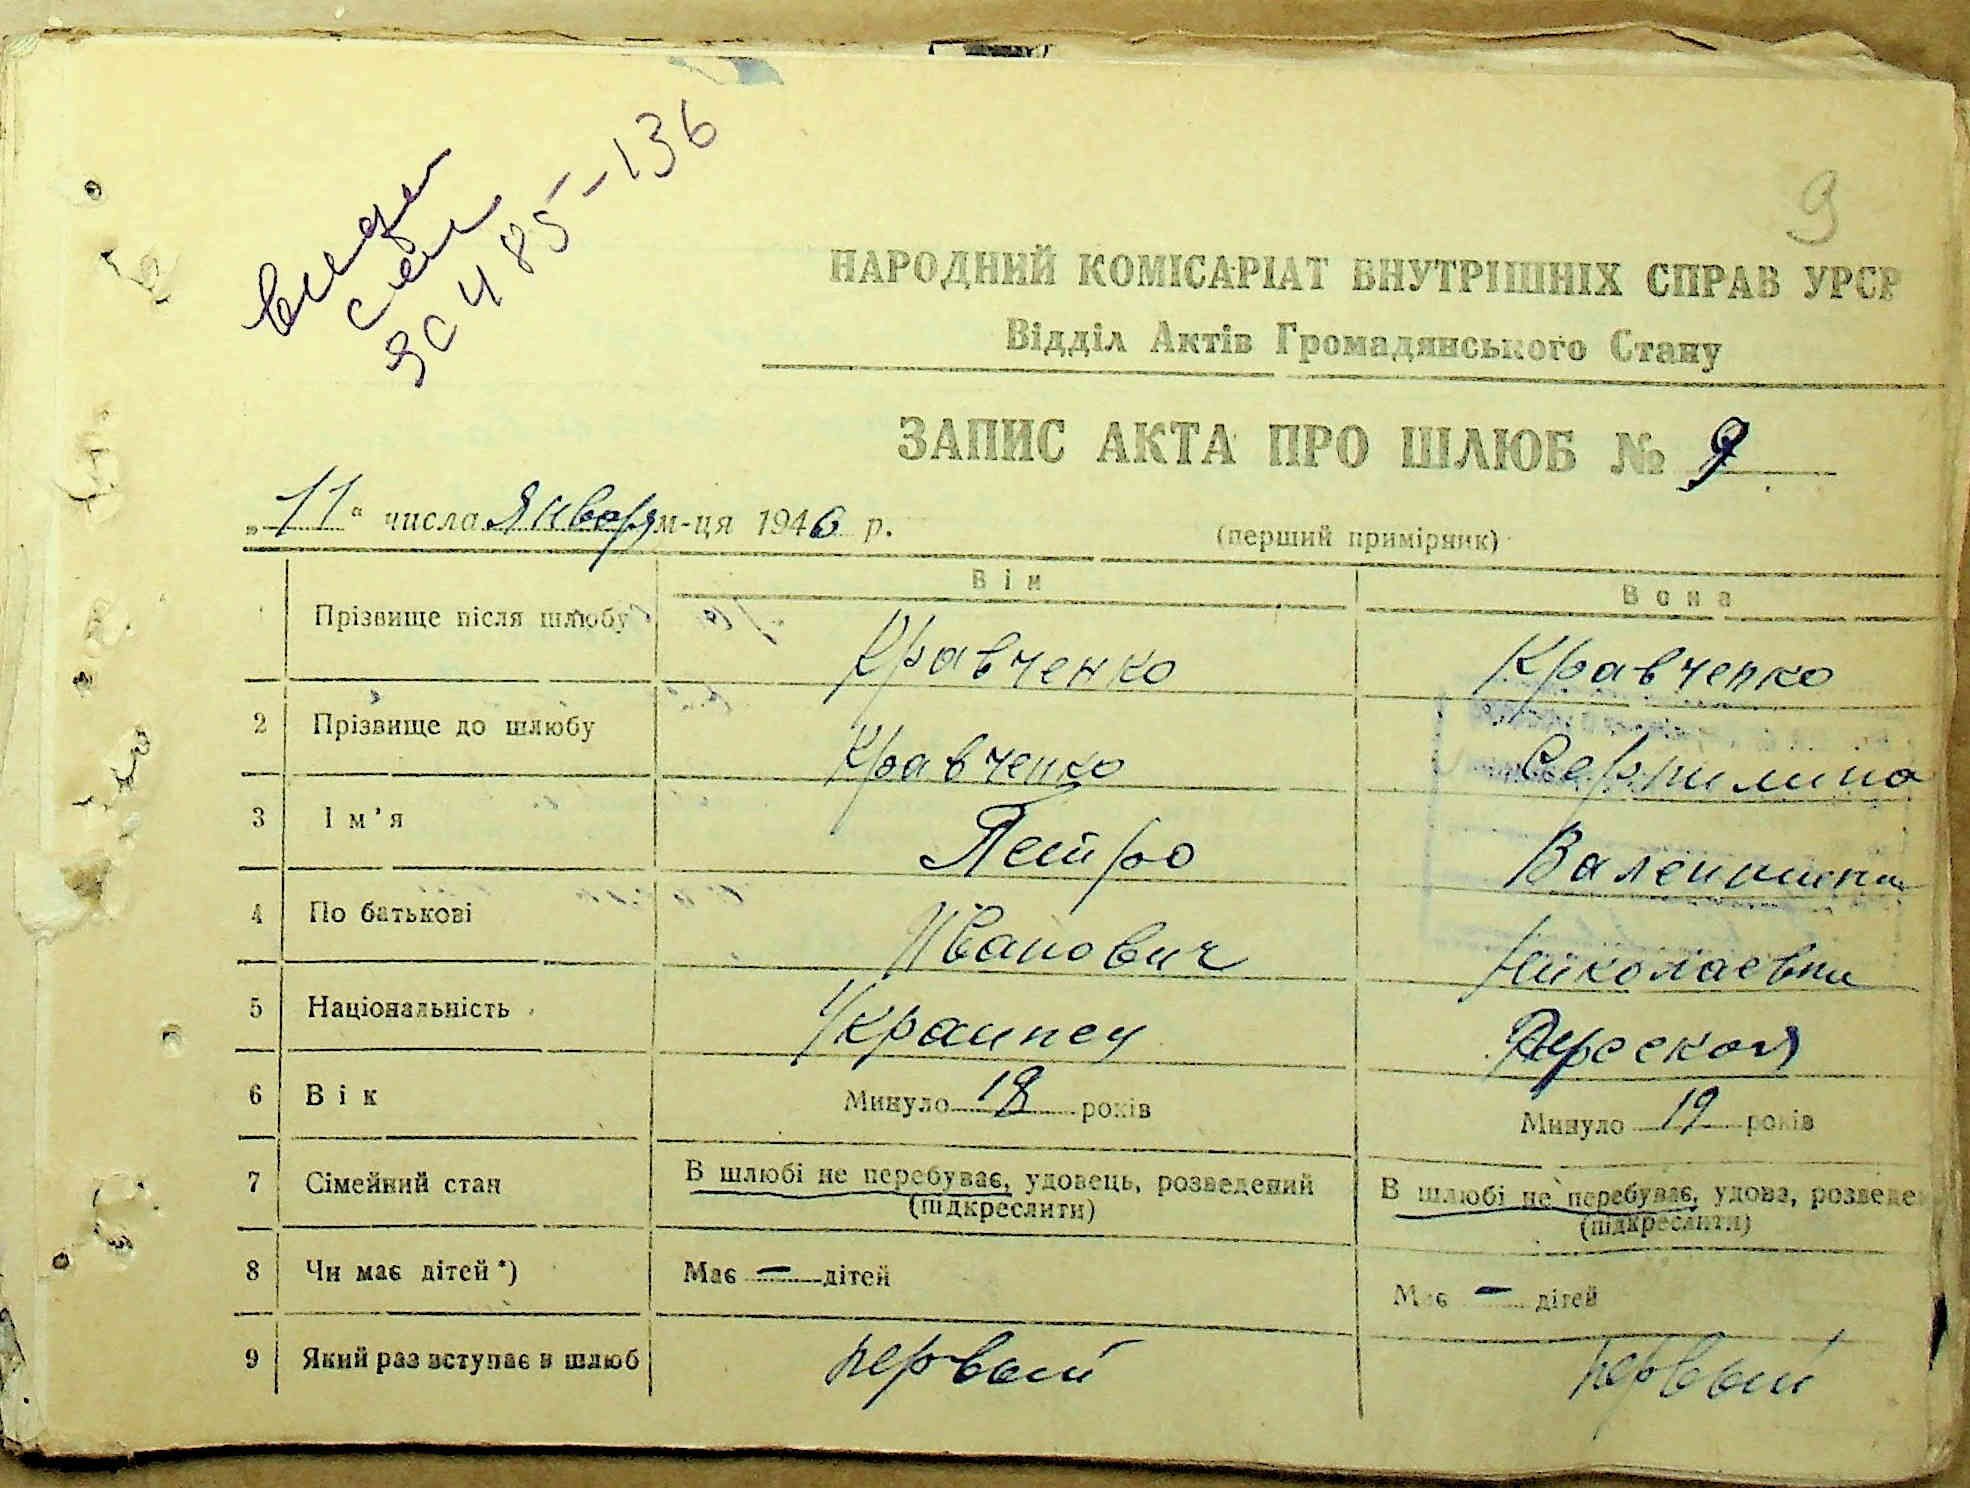 9
НАРОДНИЙ КОМІСАРІАТ ВНУТРІШНІХ СПРАВ УРСР
Відділ Актів Громадянського Стану
ЗАПИС АКТА ПРО ШЛЮБ № 9
„11“ числа Января м-ця 1946 р.
(перший примірник)
Він Вона
Прізвище після шлюбу Кравченко Кравченко
2 Прізвище до шлюбу Кравченко
3 Ім'я Петро Валентина
4 По батькові Иванович Николаевна
5 Національність Украинец Русская
6 Вік Минуло 18 років Минуло 19 років
7 Сімейний стан В шлюбі не перебуває, удовець, розведений В шлюбі не перебуває, удова, розведе
(підкреслити) (підкреслити)
8 Чи має дітей *) Має — дітей Має — дітей
9 Який раз вступає в шлюб первый первый